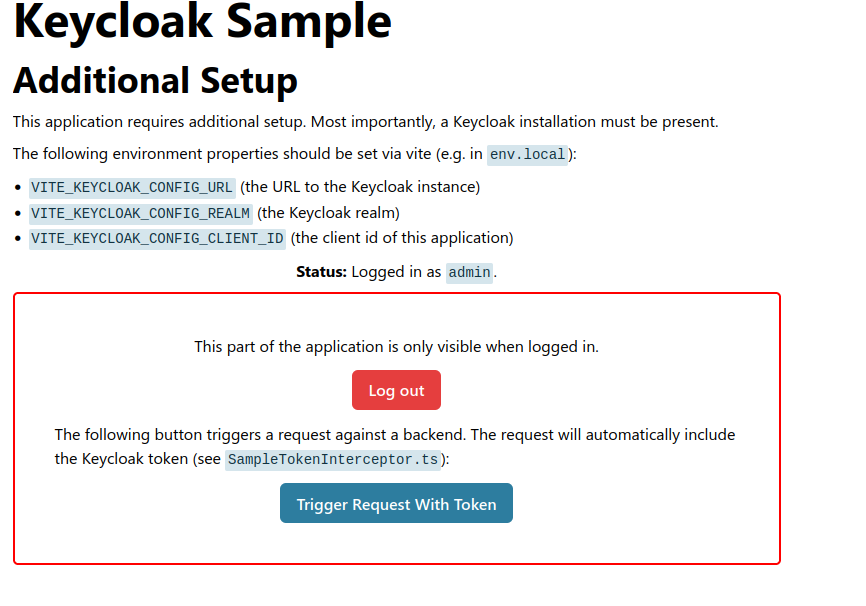 Keycloak Sample
Additional Setup
This application requires additional setup. Most importantly, a Keycloak installation must be present.
The following environment properties should be set via vite (e.g. in env.local):
• VITE_KEYCLOAK_CONFIG_URL (the URL to the Keycloak instance)
• VITE_KEYCLOAK_CONFIG_REALM (the Keycloak realm)
• VITE_KEYCLOAK_CONFIG_CLIENT_ID (the client id of this application)
Status: Logged in as admin.
This part of the application is only visible when logged in.
Log out
The following button triggers a request against a backend. The request will automatically include
the Keycloak token (see SampleTokenInterceptor.ts):
Trigger Request With Token